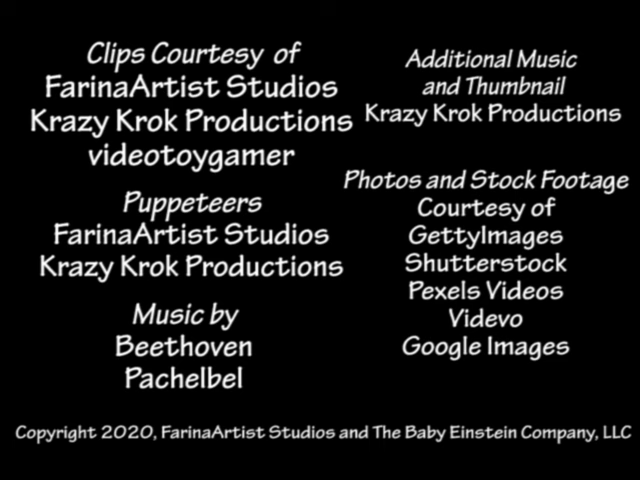 Clips Courtesy of
FarinaArtist Studios
Krazy Krok Productions
videotoygamer
Puppeteers
FarinaArtist Studios
Krazy Krok Productions
Music by
Beethoven
Pachelbel
Additional Music
and Thumbnail
Krazy Krok Productions
Photos and Stock Footage
Courtesy of
GettyImages
Shutterstock
Pexels Videos
Videvo
Google Images
Copyright 2020, FarinaArtist Studios and The Baby Einstein Company, LLC